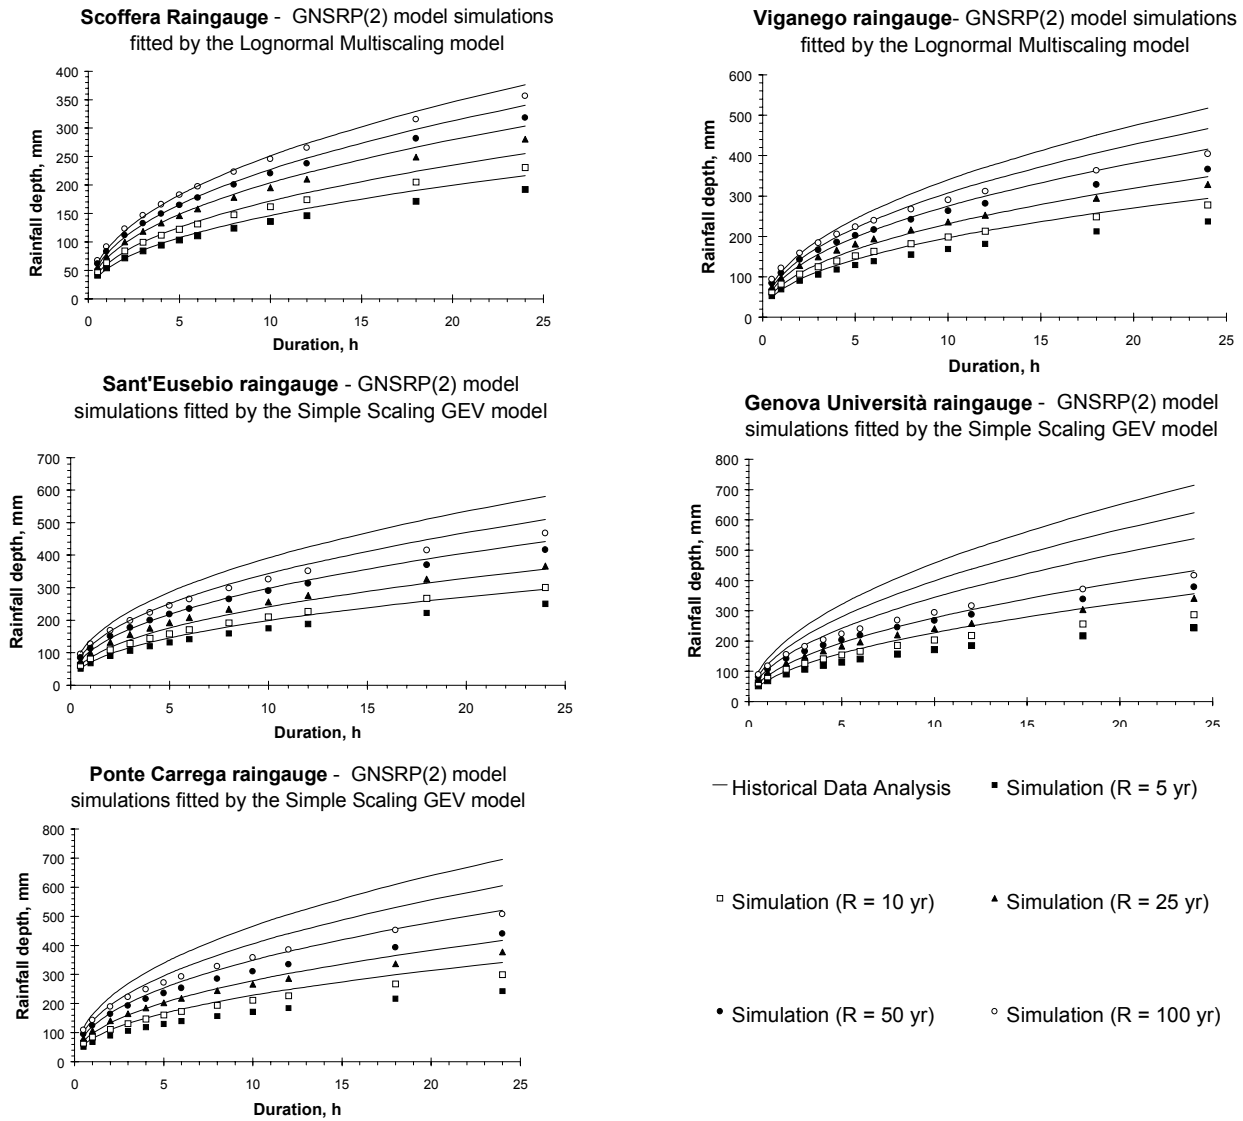 Scoffera Raingauge - GNSRP(2) model simulations
fitted by the Lognormal Multiscaling model
400
350
300
250
200
150
100
50
0
Rainfall depth, mm
0 5 10 15 20 25
Duration, h
Viganego raingauge- GNSRP(2) model simulations
fitted by the Lognormal Multiscaling model
600
500
400
300
200
100
0
Rainfall depth, mm
0 5 10 15 20 25
Duration, h
Sant'Eusebio raingauge - GNSRP(2) model
simulations fitted by the Simple Scaling GEV model
700
600
500
400
300
200
100
0
Rainfall depth, mm
0 5 10 15 20 25
Duration, h
Genova Università raingauge - GNSRP(2) model
simulations fitted by the Simple Scaling GEV model
800
700
600
500
400
300
200
100
0
Rainfall depth, mm
0 5 10 15 20 25
Ponte Carrega raingauge - GNSRP(2) model
simulations fitted by the Simple Scaling GEV model
800
700
600
500
400
300
200
100
0
Rainfall depth, mm
0 5 10 15 20 25
Duration, h
Historical Data Analysis
Simulation (R = 5 yr)
Simulation (R = 10 yr)
Simulation (R = 25 yr)
Simulation (R = 50 yr)
Simulation (R = 100 yr)